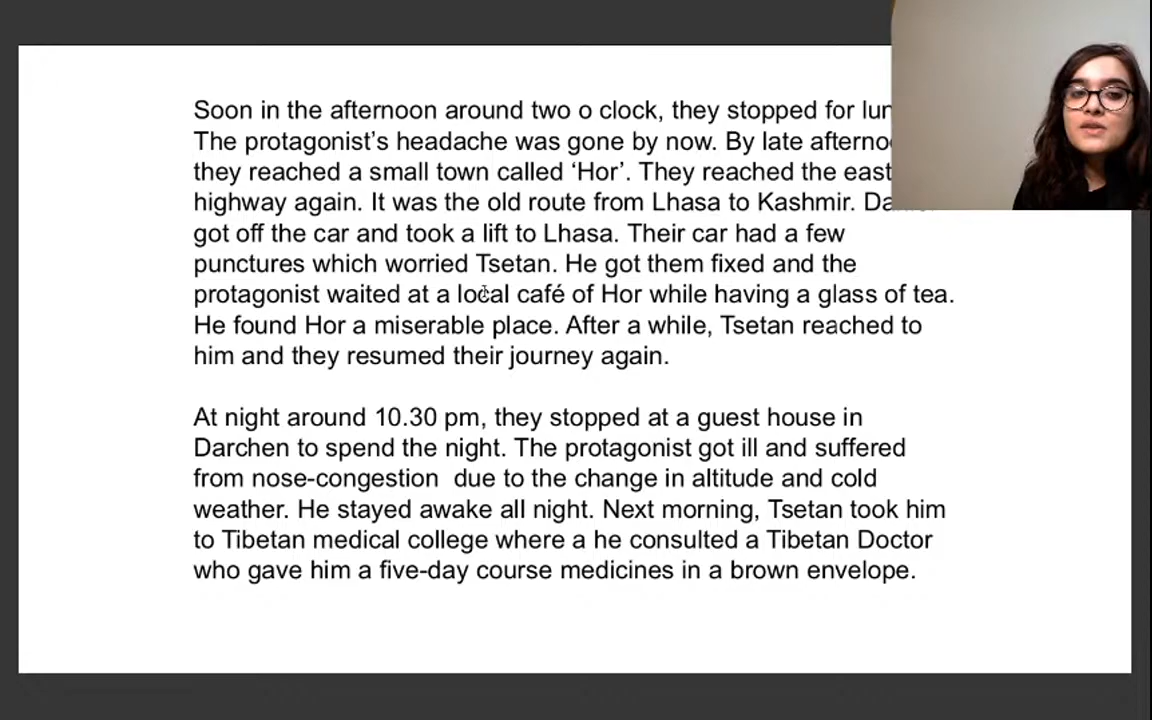 Soon in the afternoon around two o clock, they stopped for
The protagonist's headache was gone by now. By late
they reached a small town called 'Hor'. They reached the east
highway again. It was the old route from Lhasa to Kashmir.
got off the car and took a lift to Lhasa. Their car had a few
punctures which worried Tsetan. He got them fixed and the
protagonist waited at a local café of Hor while having a glass of tea.
He found Hor a miserable place. After a while, Tsetan reached to
him and they resumed their journey again.
At night around 10.30 pm, they stopped at a guest house in
Darchen to spend the night. The protagonist got ill and suffered
from nose-congestion due to the change in altitude and cold
weather. He stayed awake all night. Next morning, Tsetan took him
to Tibetan medical college where a he consulted a Tibetan Doctor
who gave him a five-day course medicines in a brown envelope.